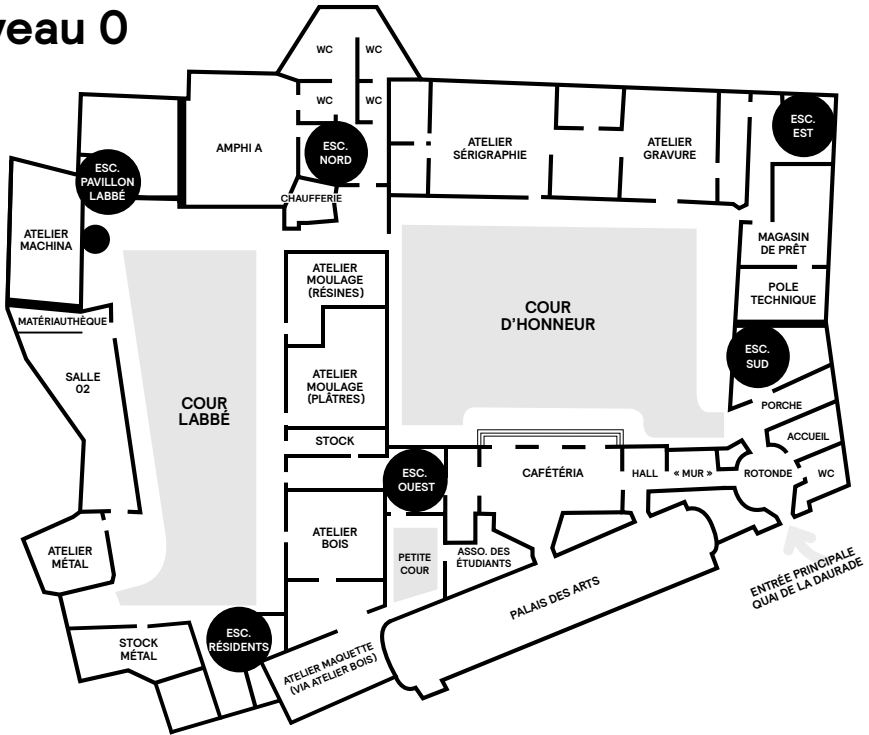 veau 0
WC
WC
WC
WC
AMPHI A
ESC.
NORD
CHAUFFERIE
ATELIER
SÉRIGRAPHIE
ATELIER
GRAVURE
ESC.
EST
ESC.
PAVILLON
LABBÉ
ATELIER
MACHINA
MAGASIN
DE PRÊT
POLE
TECHNIQUE
ATELIER
MOULAGE
(RÉSINES)
COUR
D'HONNEUR
MATÉRIAUTHÈQUE
SALLE
02
COUR
LABBÉ
ATELIER
MOULAGE
(PLÂTRES)
STOCK
ESC.
SUD
PORCHE
ACCUEIL
ESC.
OUEST
CAFÉTÉRIA
HALL
« MUR »
ROTONDE
WC
ATELIER
BOIS
PETITE
COUR
ASSO. DES
ÉTUDIANTS
ATELIER
MÉTAL
PALAIS DES ARTS
ENTRÉE PRINCIPALE
QUAI DE LA DAURADE
STOCK
MÉTAL
ESC.
RÉSIDENTS
ATELIER MAQUETTE
(VIA ATELIER BOIS)